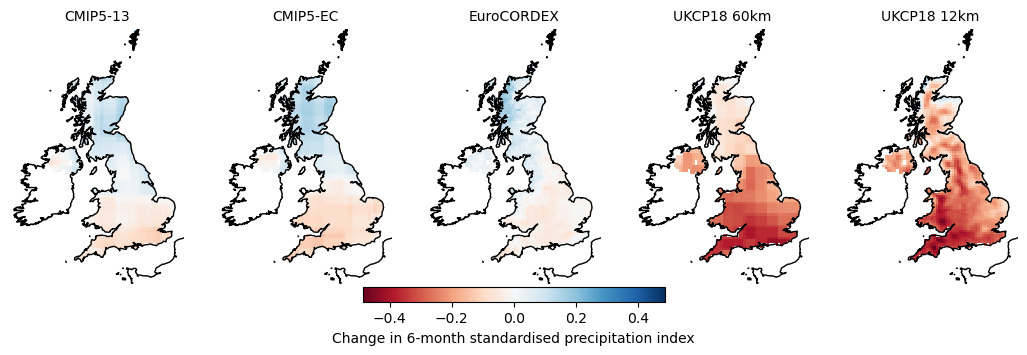 CMIP5-13 CMIP5-EC EuroCORDEX UKCP18 60km UKCP18 12km
−0.4 −0.2 0.0 0.2 0.4
Change in 6-month standardised precipitation index